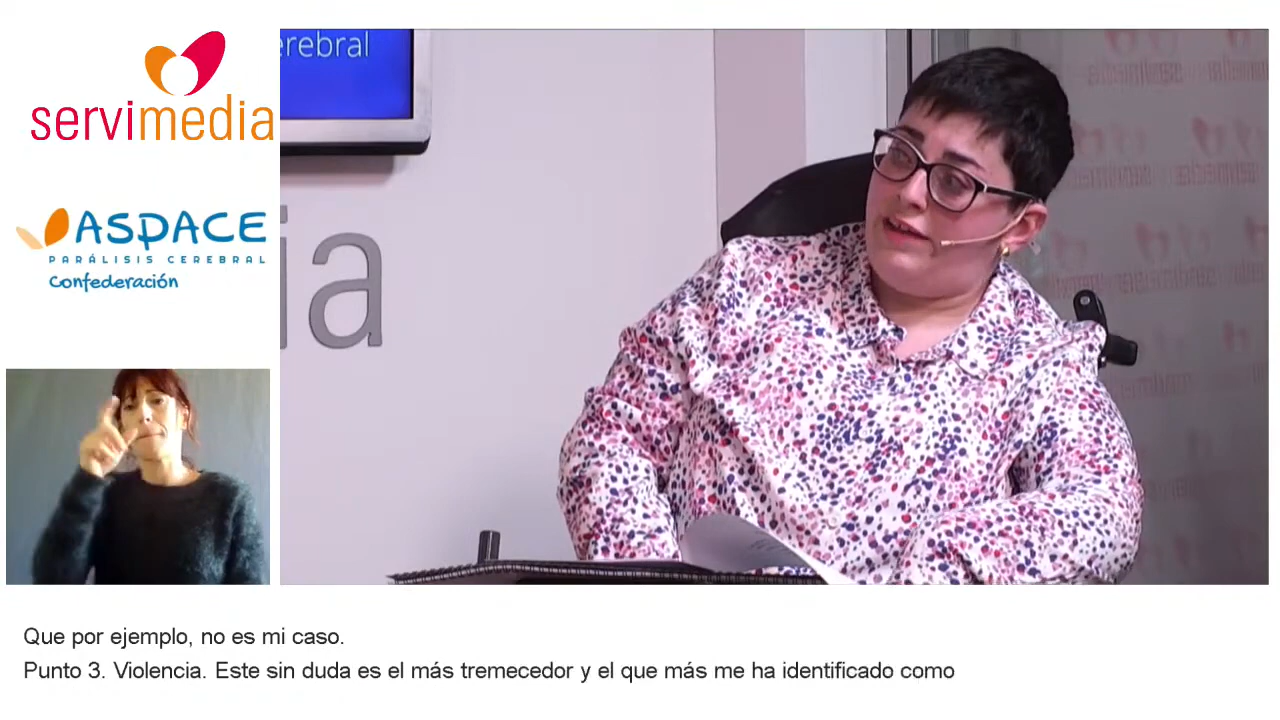 servimedia
ASPACE
PARÁLISIS CEREBRAL
Confederación
erebral
ia
Que por ejemplo, no es mi caso.
Punto 3. Violencia. Este sin duda es el más tremecedor y el que más me ha identificado como